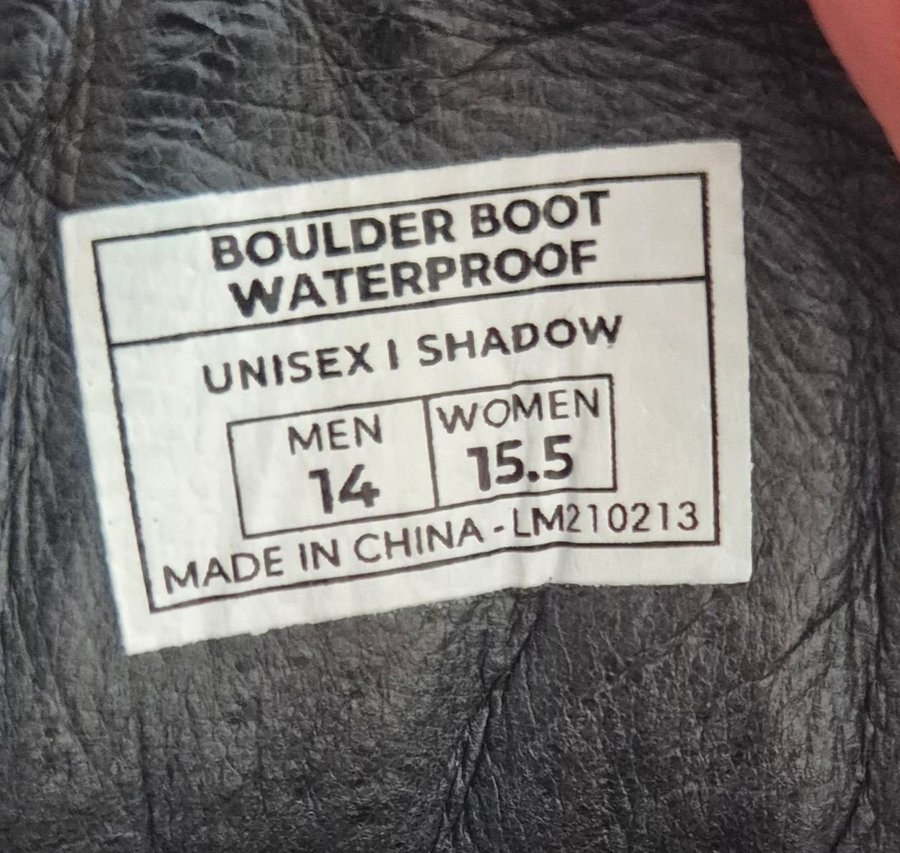 BOULDER BOOT
WATERPROOF
UNISEX | SHADOW
MEN WOMEN
14 15.5
MADE IN CHINA - LM210213